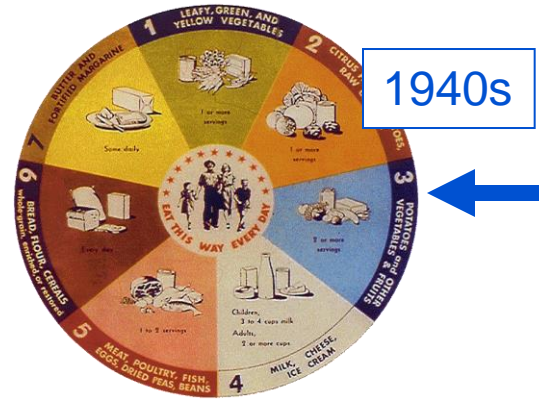 1
LEAFY, GREEN, AND
YELLOW VEGETABLES
1 or more
servings
2
CITRUS
RAW
1 or more
servings
1940s
3
POTATOES and OTHER
VEGETABLES & FRUITS
2 or more
servings
4
MILK, CHEESE,
ICE CREAM
Children,
3 to 4 cups milk
Adults,
2 or more cups
5
MEAT, POULTRY, FISH,
EGGS, DRIED PEAS, BEANS
1 to 2 servings
6
BREAD, FLOUR, CEREALS
whole-grain, enriched, or restored
Every day
7
BUTTER AND
FORTIFIED MARGARINE
Some daily
EAT THIS WAY EVERY DAY